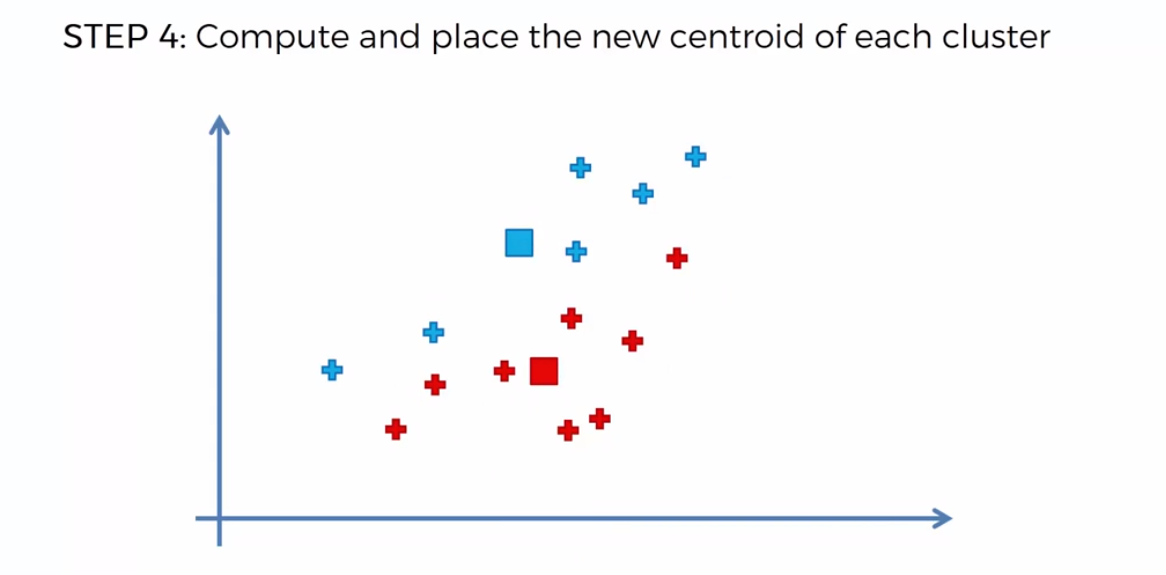 STEP 4: Compute and place the new centroid of each cluster